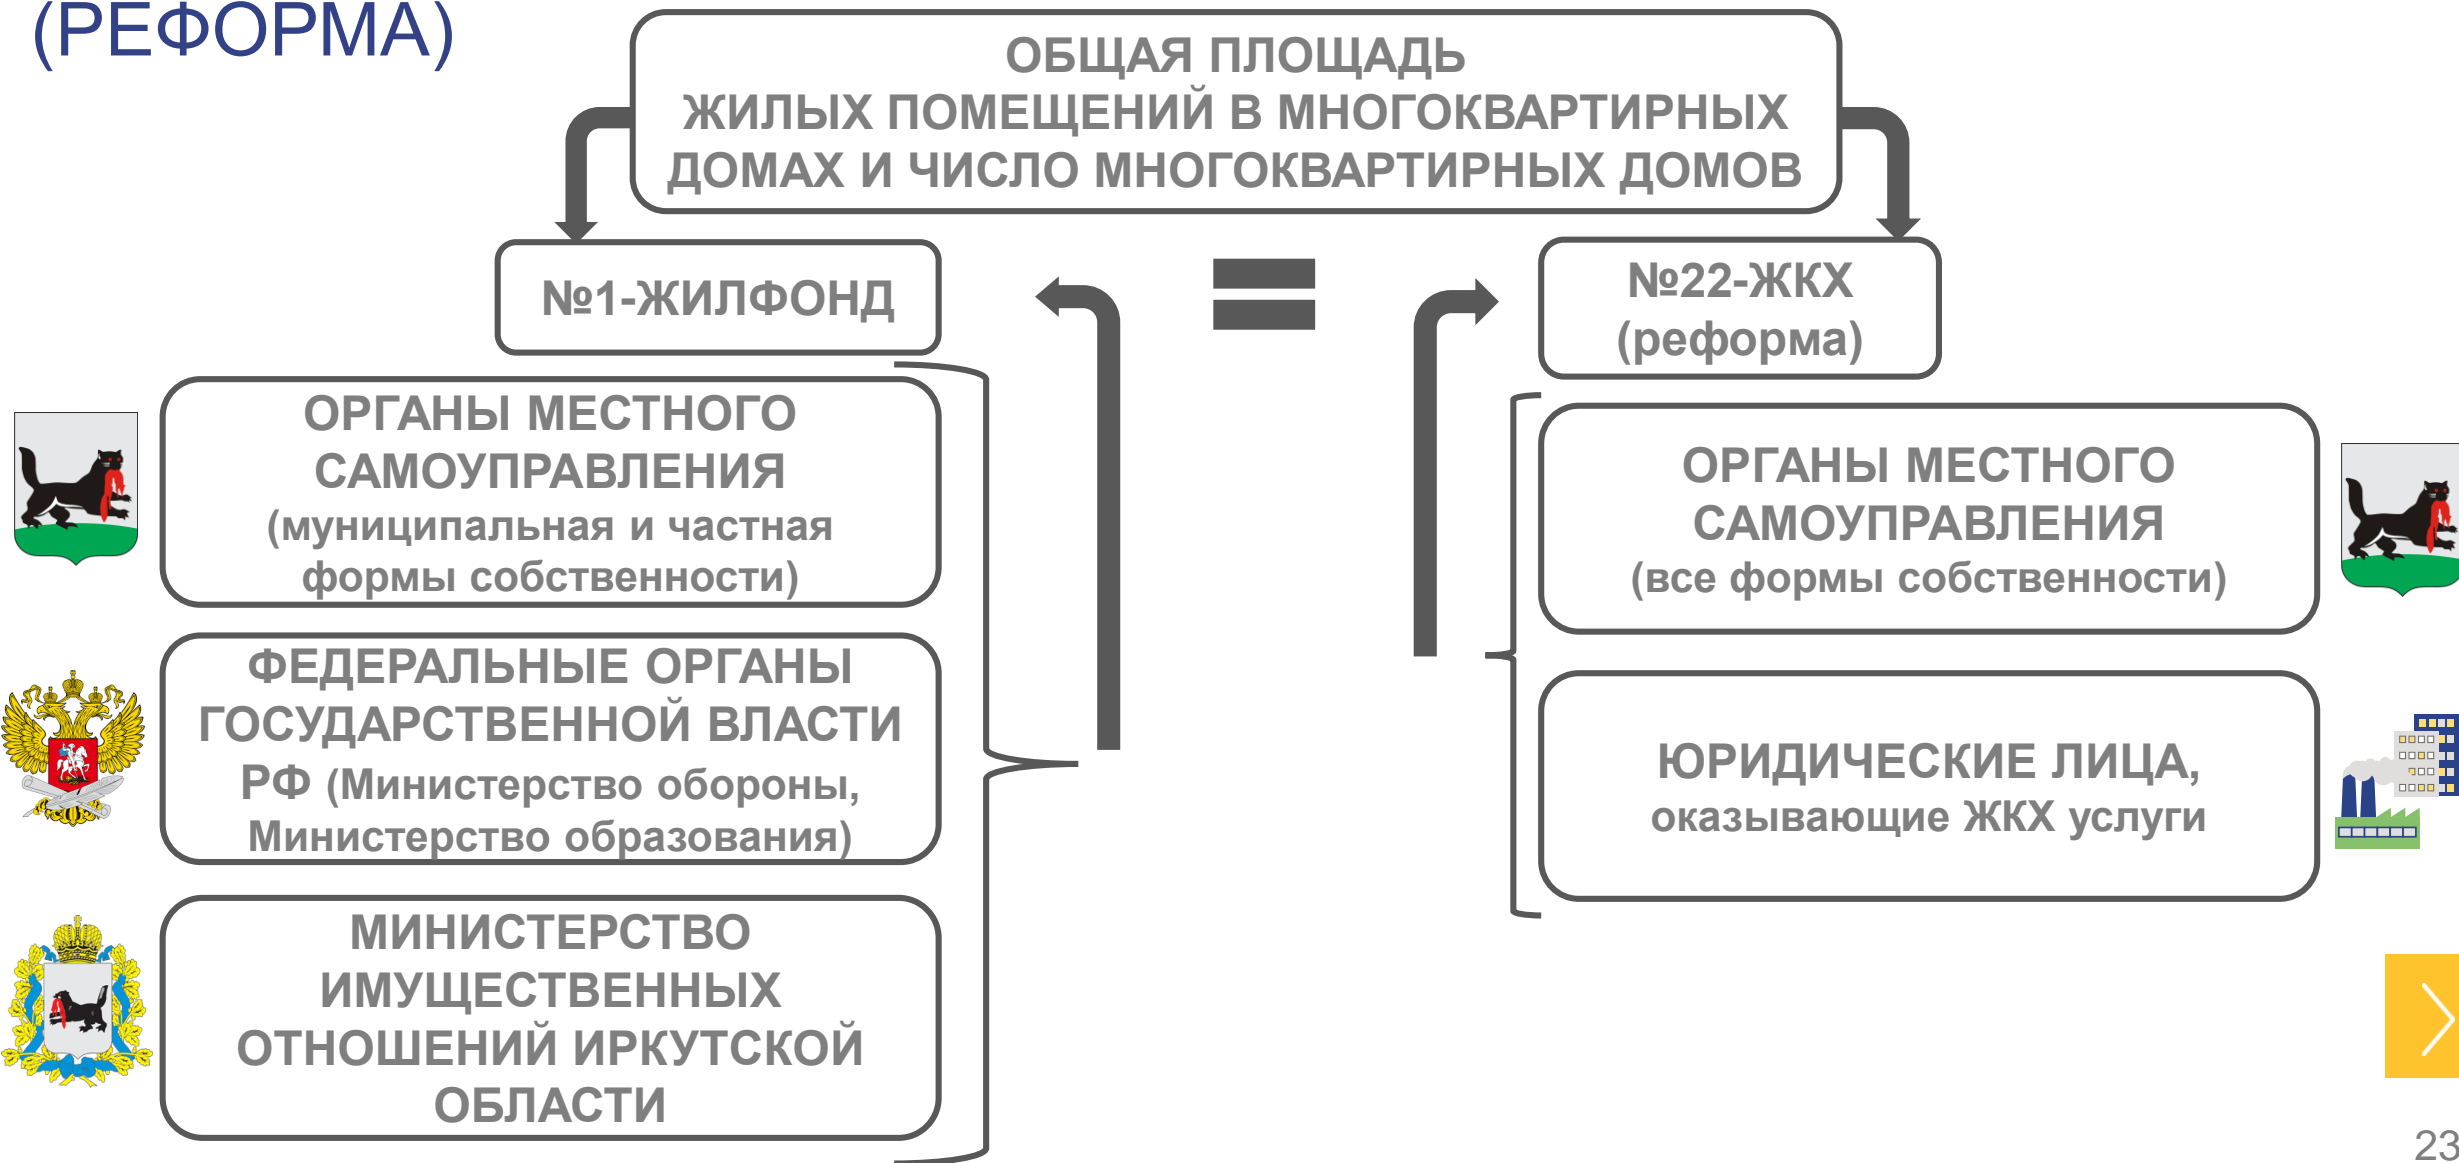 (РЕФОРМА)
ОБЩАЯ ПЛОЩАДЬ
ЖИЛЫХ ПОМЕЩЕНИЙ В МНОГОКВАРТИРНЫХ
ДОМАХ И ЧИСЛО МНОГОКВАРТИРНЫХ ДОМОВ
№1-ЖИЛФОНД
№22-ЖКХ
(реформа)
ОРГАНЫ МЕСТНОГО
САМОУПРАВЛЕНИЯ
(муниципальная и частная
формы собственности)
ФЕДЕРАЛЬНЫЕ ОРГАНЫ
ГОСУДАРСТВЕННОЙ ВЛАСТИ
РФ (Министерство обороны,
Министерство образования)
МИНИСТЕРСТВО
ИМУЩЕСТВЕННЫХ
ОТНОШЕНИЙ ИРКУТСКОЙ
ОБЛАСТИ
ОРГАНЫ МЕСТНОГО
САМОУПРАВЛЕНИЯ
(все формы собственности)
ЮРИДИЧЕСКИЕ ЛИЦА,
оказывающие ЖКХ услуги
23